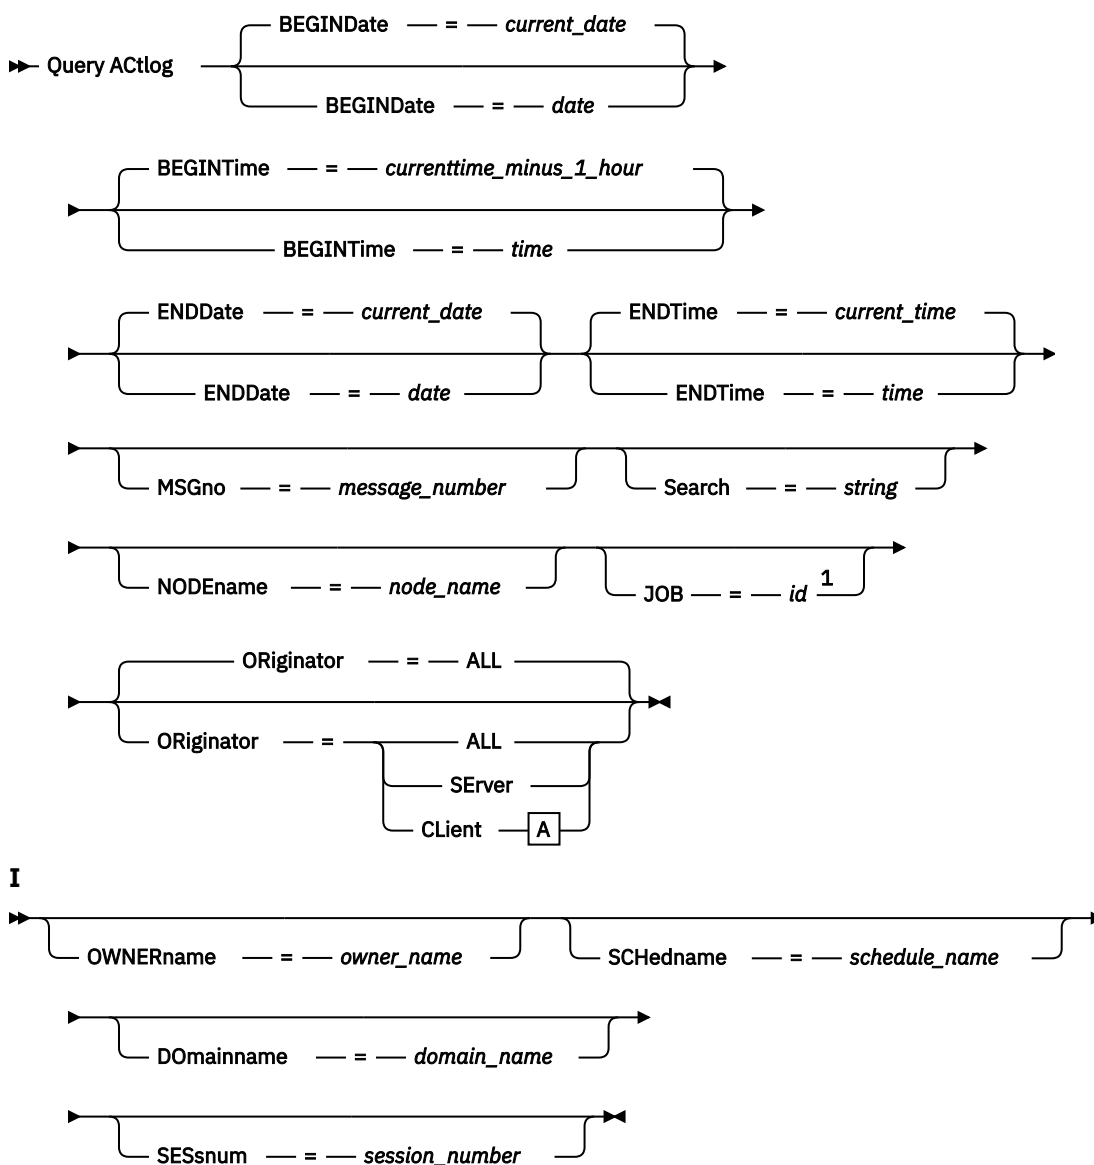 BEGINDate = current_date
Query ACtlog
BEGINDate = date
BEGINTime = currenttime_minus_1_hour
BEGINTime = time
ENDDate = current_date ENDTime = current_time
ENDDate = date ENDTime = time
MSGno = message_number Search = string
NODEname = node_name JOB = id 1
ORiginator = ALL
ORiginator = ALL
SErver
CLient A
I
OWNERname = owner_name SCHedname = schedule_name
DOmainname = domain_name
SESsnum = session_number